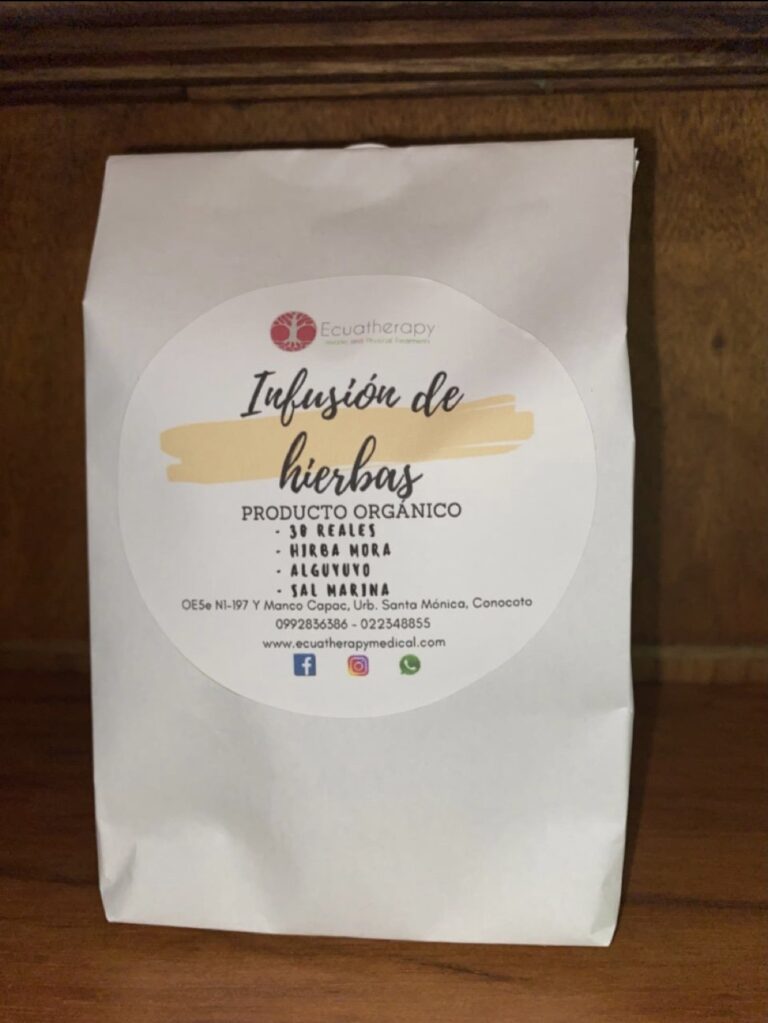 Ecuatherapy
Infusión de
hierbas
PRODUCTO ORGÁNICO
- 30 REALES
- HIRBA MORA
- ALGUYUYO
- SAL MARINA
OE5e N1-197 Y Manco Capac, Urb. Santa Mónica, Conocoto
0992836386 - 022348855
www.ecuatherapymedical.com